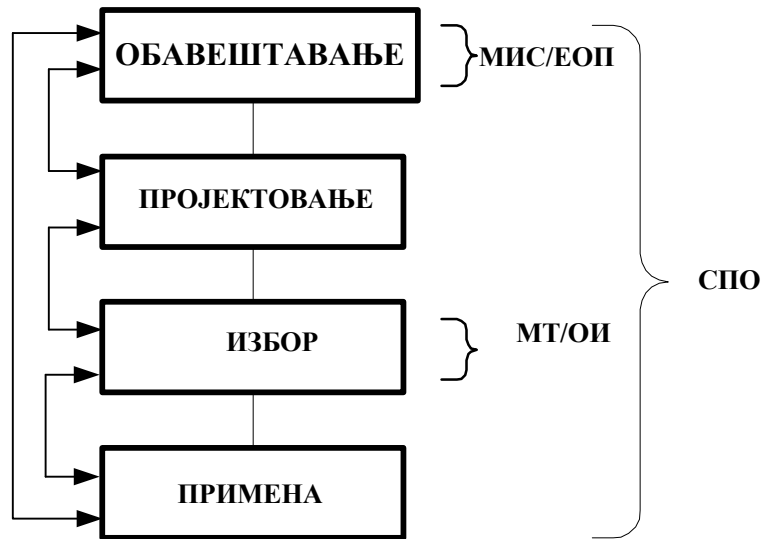 ОБАВЕШТАВАЊЕ
МИС/ЕОП
ПРОЈЕКТОВАЊЕ
СПО
ИЗБОР
МТ/ОИ
ПРИМЕНА